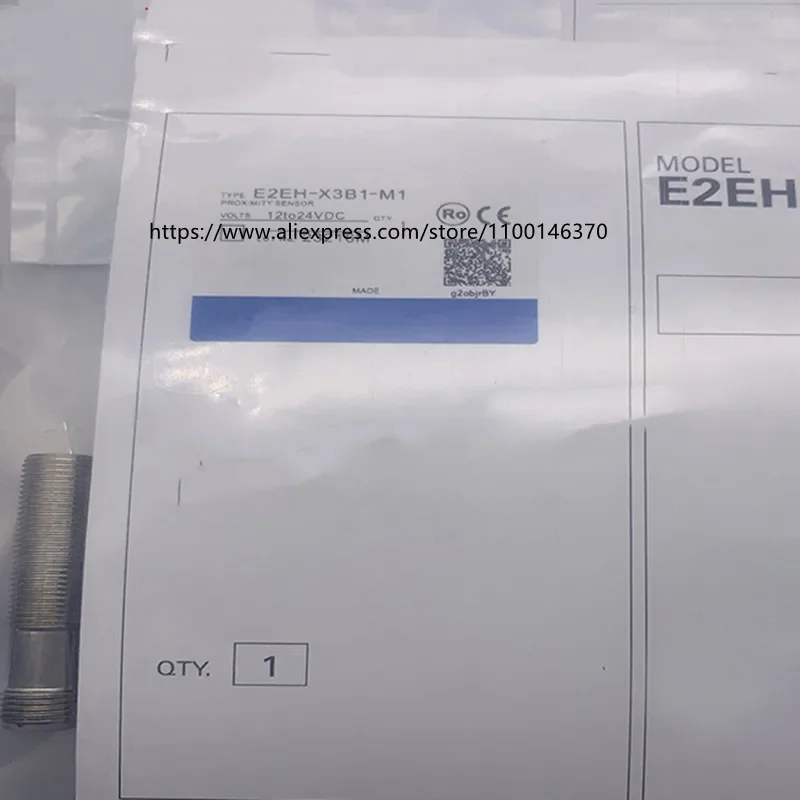 TYPE E2EH-X3B1-M1
PROXIMITY SENSOR
VOLTS 12to24VDC QTY. 1
https://www.aliexpress.com/store/1100146370
MADE
g2objrBY
MODEL
E2EH
QTY. 1